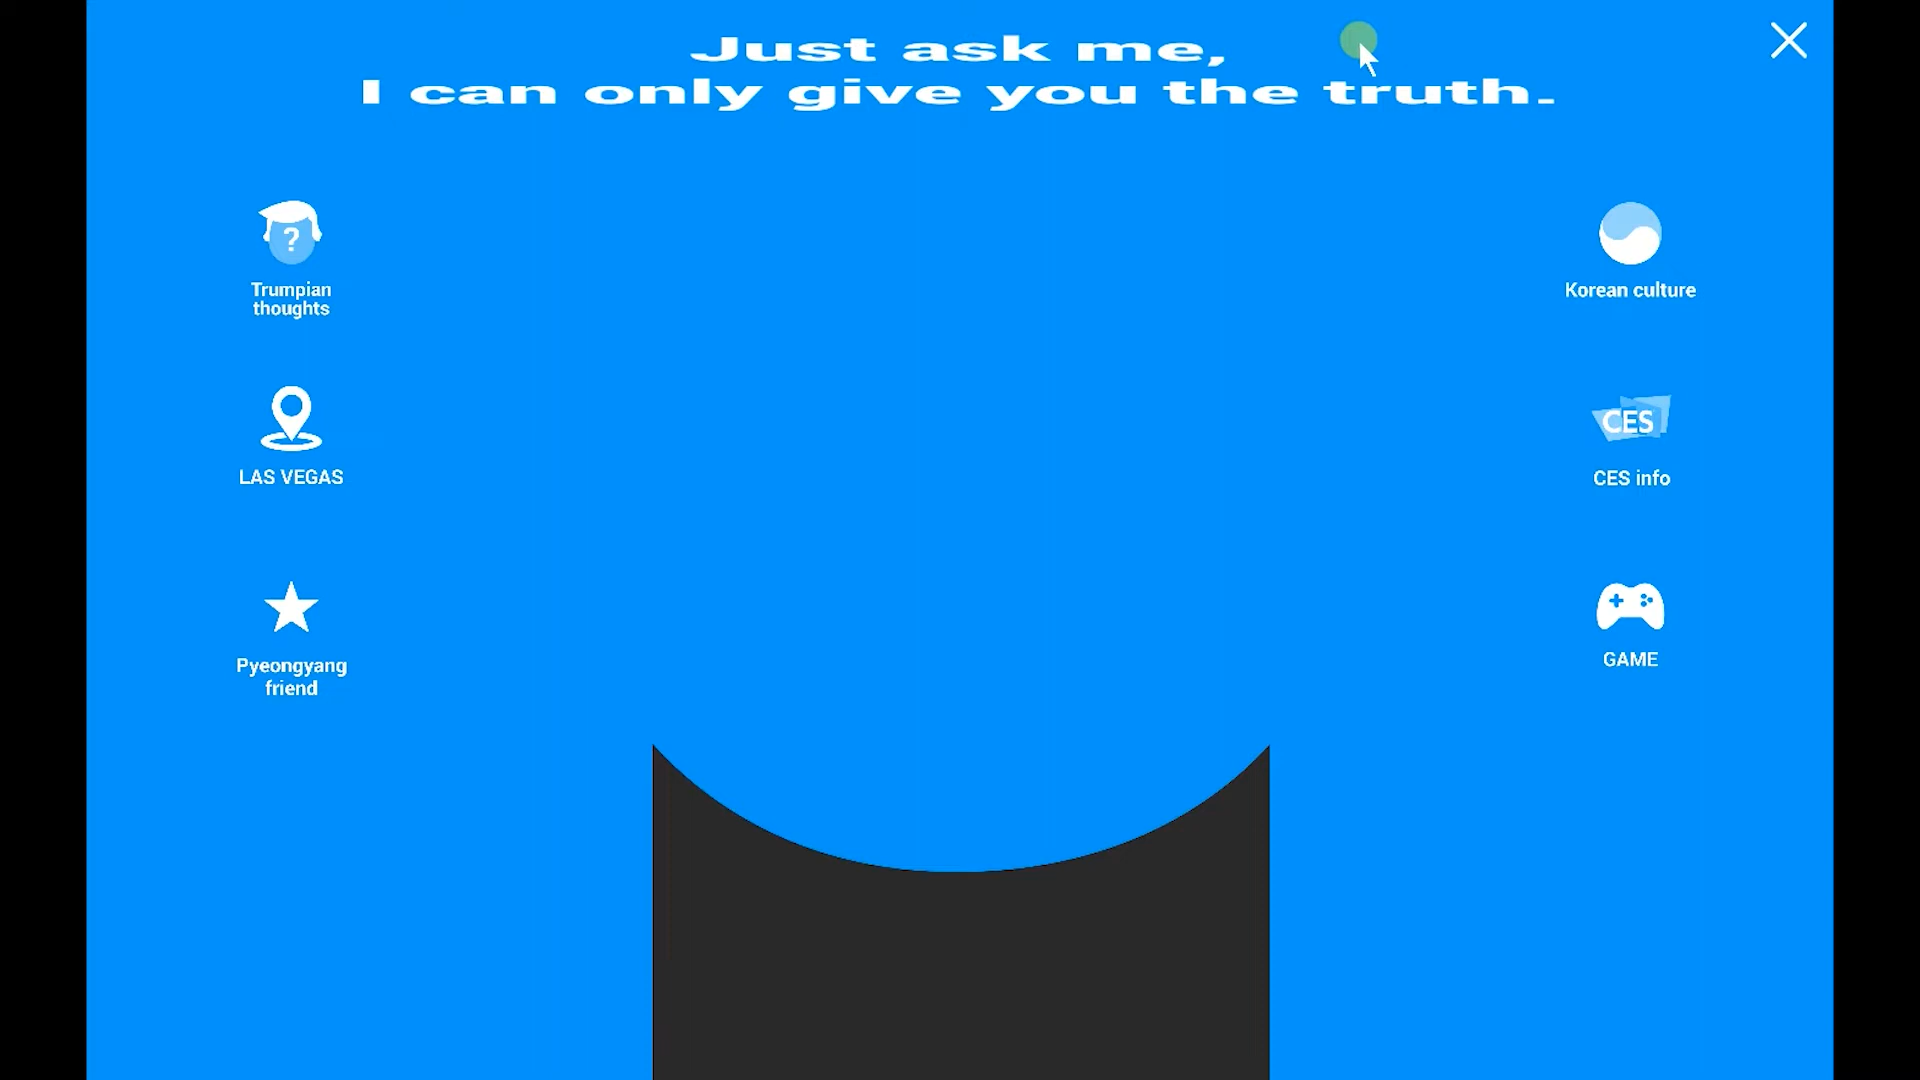 Just ask me,
I can only give you the truth.
?
Trumpian
thoughts
LAS VEGAS
Pyeongyang
friend
Korean culture
CES
CES info
GAME